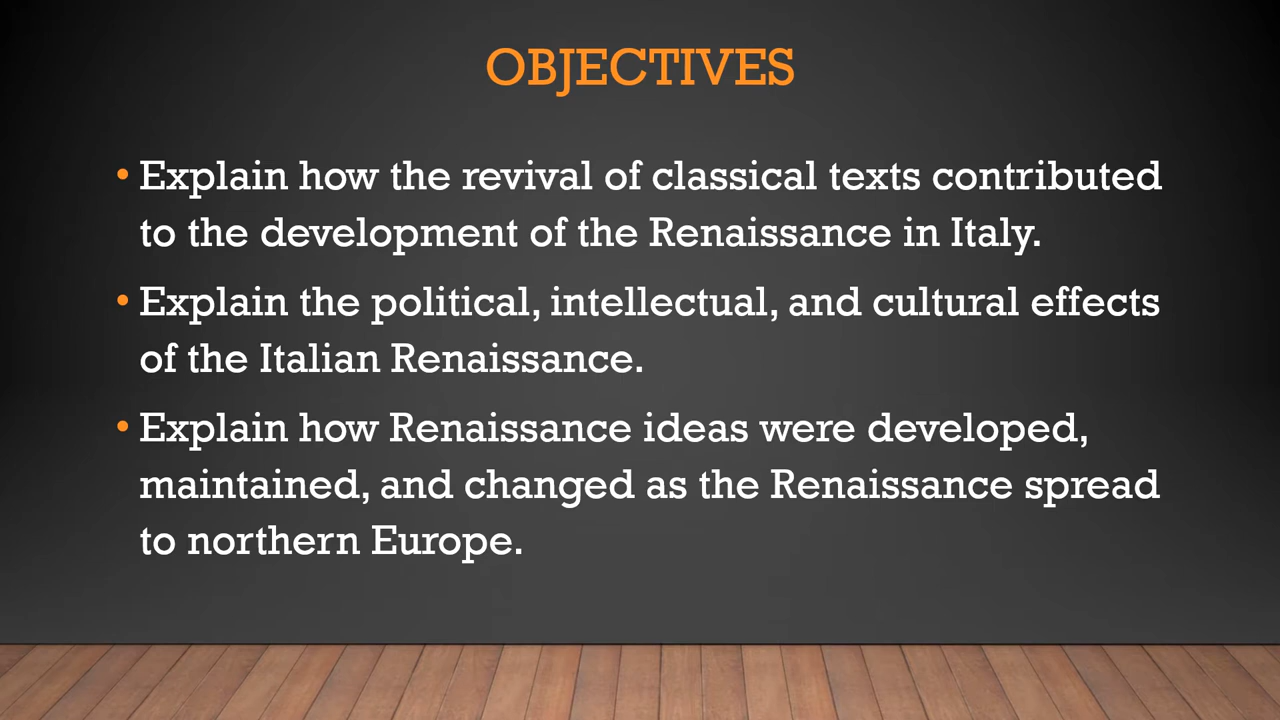 OBJECTIVES
• Explain how the revival of classical texts contributed
to the development of the Renaissance in Italy.
• Explain the political, intellectual, and cultural effects
of the Italian Renaissance.
• Explain how Renaissance ideas were developed,
maintained, and changed as the Renaissance spread
to northern Europe.